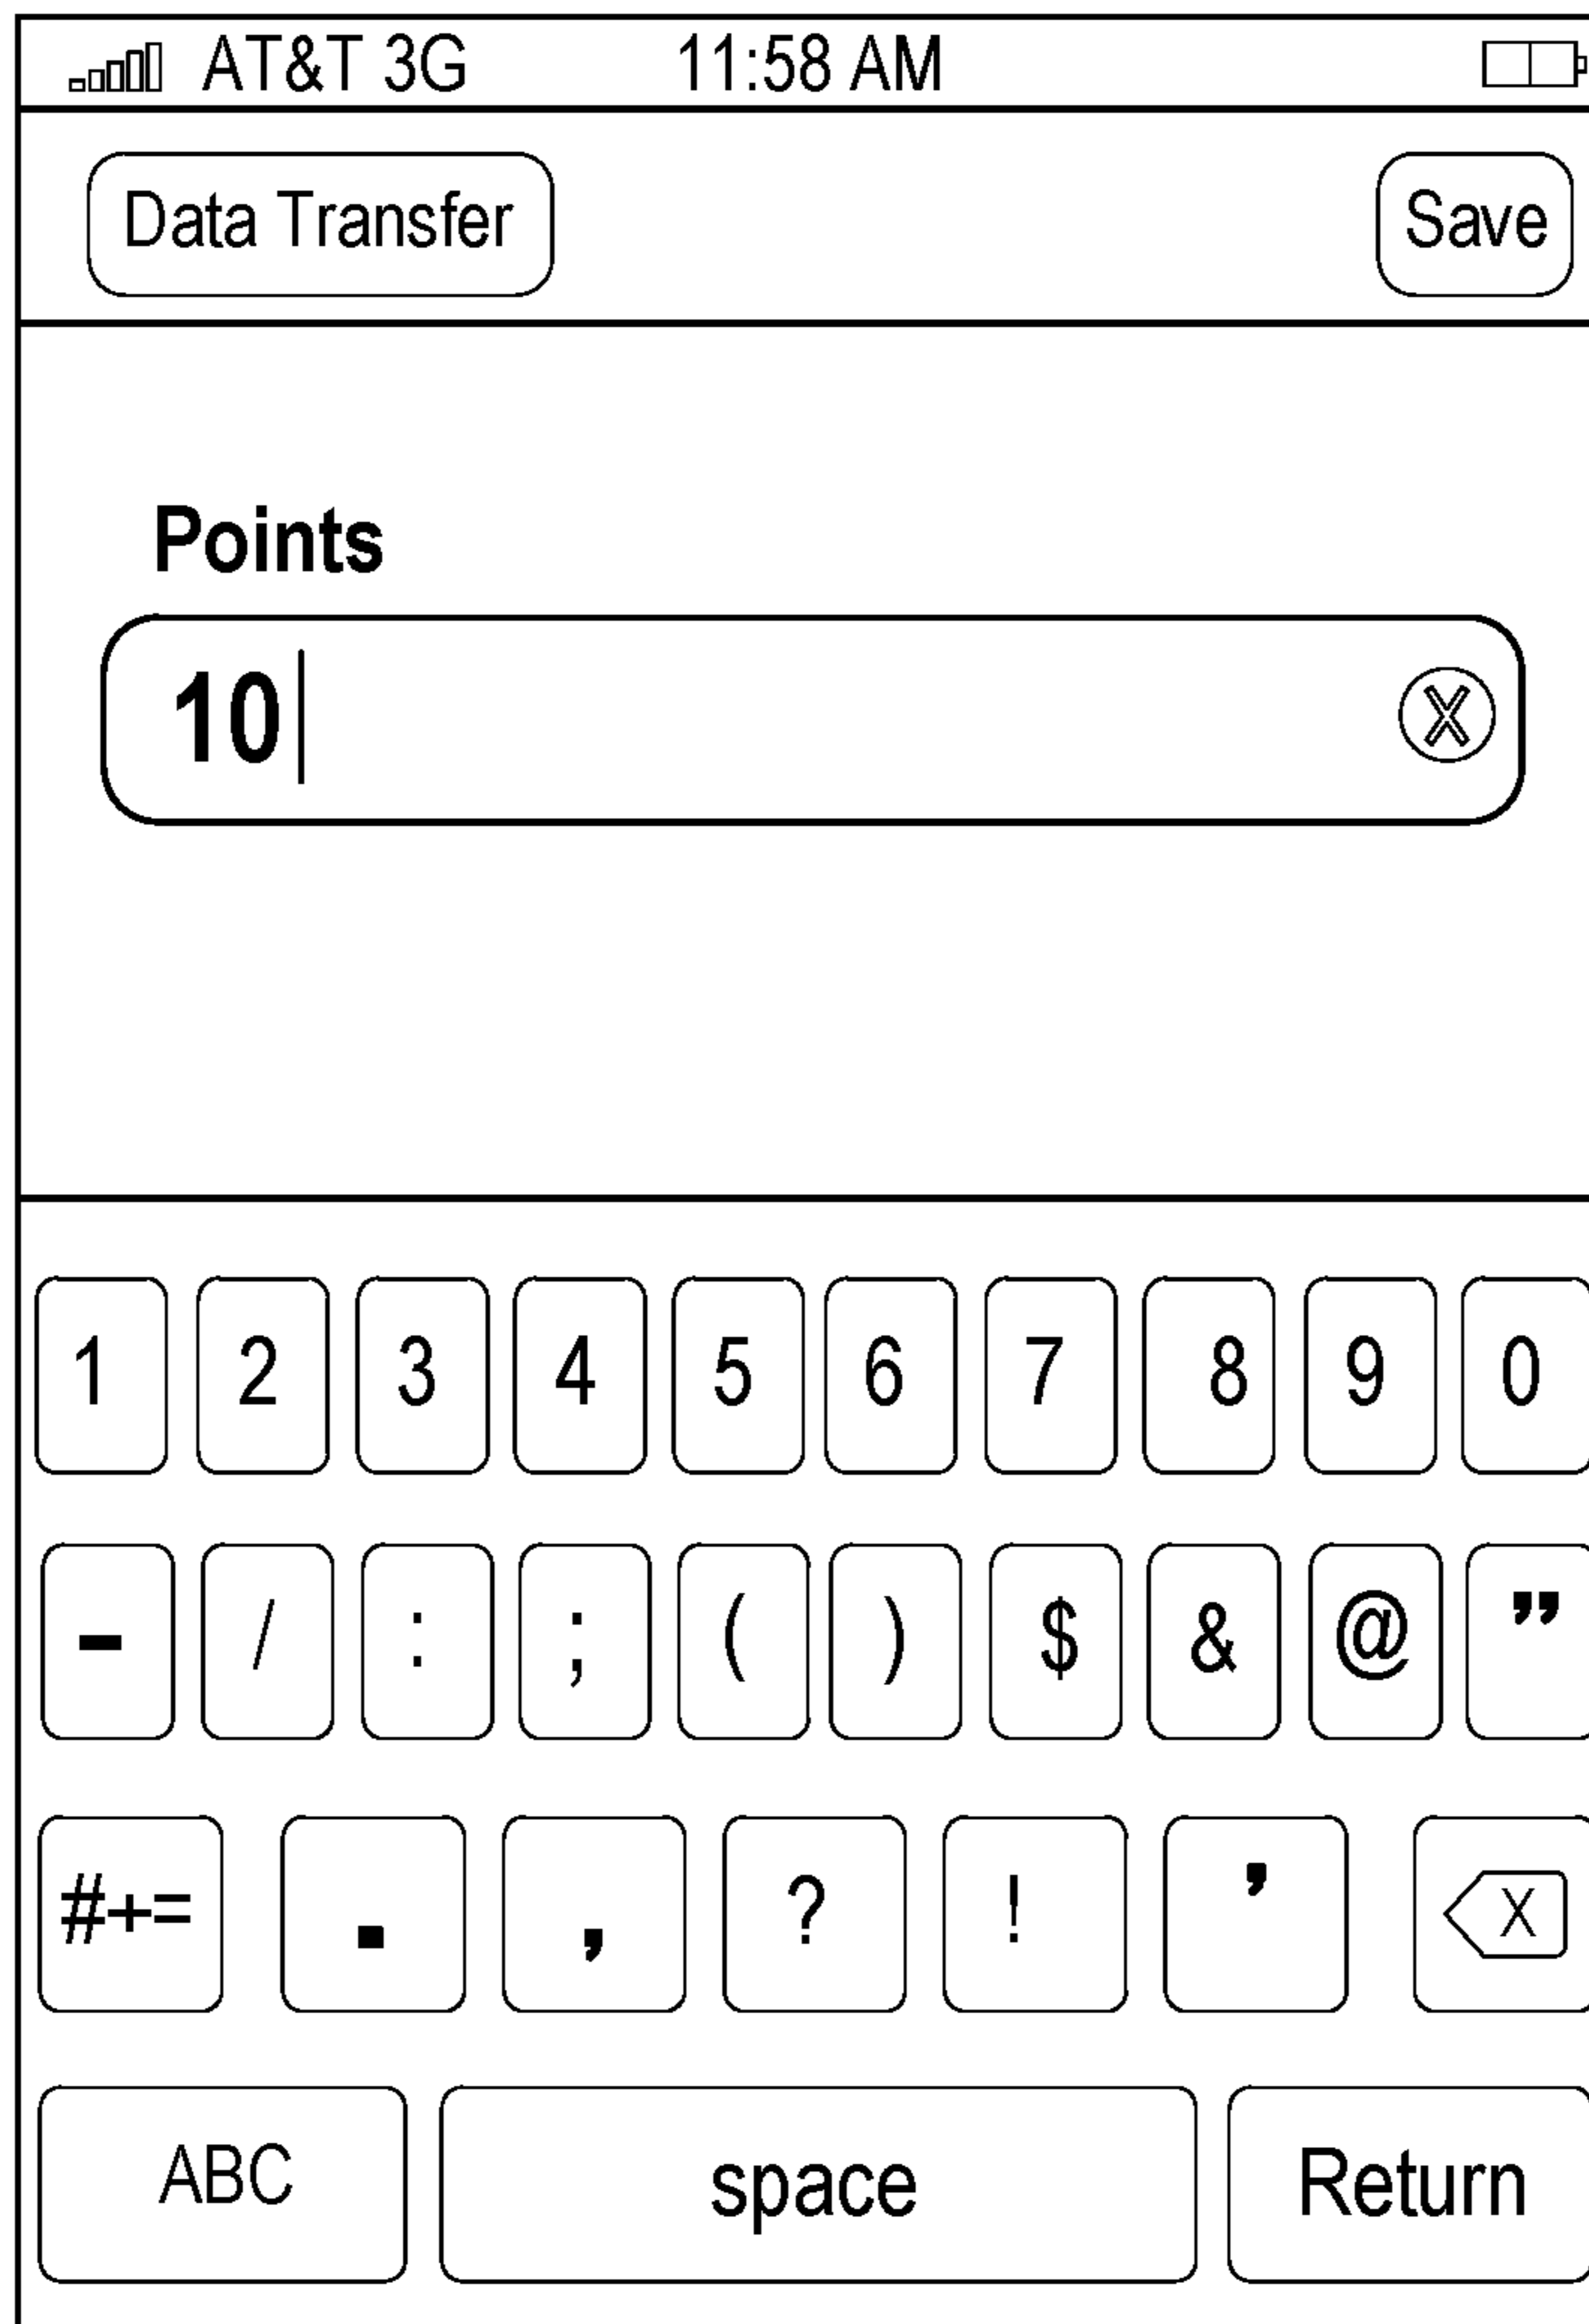 AT&T 3G 11:58 AM
Data Transfer Save
Points
10
1 2 3 4 5 6 7 8 9 0
- / : ; ( ) $ & @ ”
#+= . , ? ! ’ X
ABC space Return